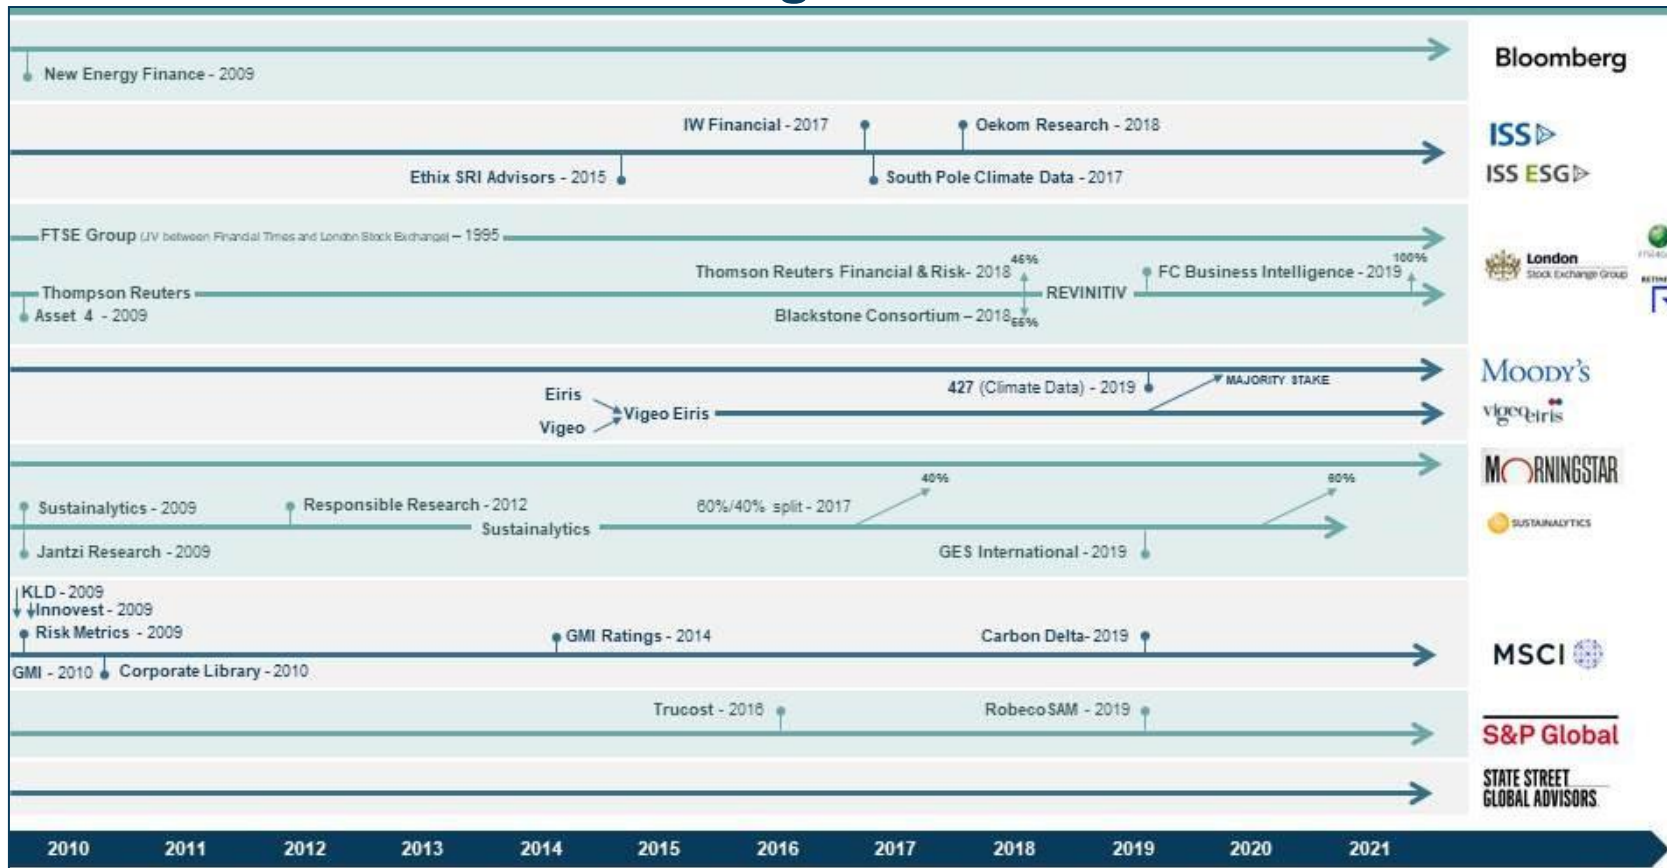 New Energy Finance - 2009
Bloomberg
IW Financial - 2017
Oekom Research - 2018
Ethix SRI Advisors - 2015
South Pole Climate Data - 2017
ISS
ISS ESG
FTSE Group (JV between Financial Times and London Stock Exchange) – 1995
Thomson Reuters Financial & Risk- 2018
46%
FC Business Intelligence - 2019
100%
Thompson Reuters
REVINITIV
Asset 4 - 2009
Blackstone Consortium – 2018
London
Stock Exchange Group
427 (Climate Data) - 2019
MAJORITY STAKE
Eiris
Vigeo
Vigeo Eiris
MOODY'S
vigeoeiris
Sustainalytics - 2009
Responsible Research - 2012
60%/40% split - 2017
40%
60%
Sustainalytics
Jantzi Research - 2009
GES International - 2019
MORNINGSTAR
SUSTAINALYTICS
KLD - 2009
Innovest - 2009
Risk Metrics - 2009
GMI Ratings - 2014
Carbon Delta- 2019
GMI - 2010
Corporate Library - 2010
MSCI
Trucost - 2016
RobecoSAM - 2019
S&P Global
STATE STREET
GLOBAL ADVISORS
2010 2011 2012 2013 2014 2015 2016 2017 2018 2019 2020 2021